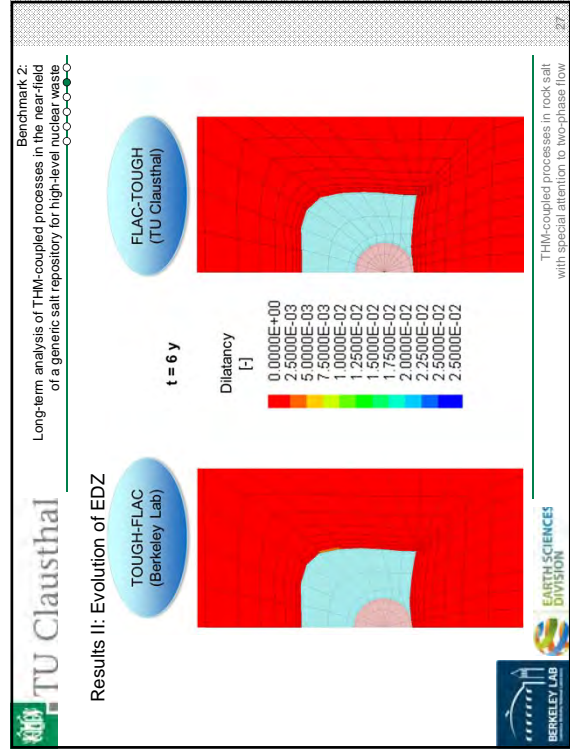 TU Clausthal
Benchmark 2:
Long-term analysis of THM-coupled processes in the near-field
of a generic salt repository for high-level nuclear waste
Results II: Evolution of EDZ
TOUGH-FLAC
(Berkeley Lab)
t = 6 y
Dilatancy
[-]
0.0000E+00
2.5000E-03
5.0000E-03
7.5000E-03
1.0000E-02
1.2500E-02
1.5000E-02
1.7500E-02
2.0000E-02
2.2500E-02
2.5000E-02
2.5000E-02
FLAC-TOUGH
(TU Clausthal)
BERKELEY LAB
EARTH SCIENCES
DIVISION
THM-coupled processes in rock salt
with special attention to two-phase flow
27